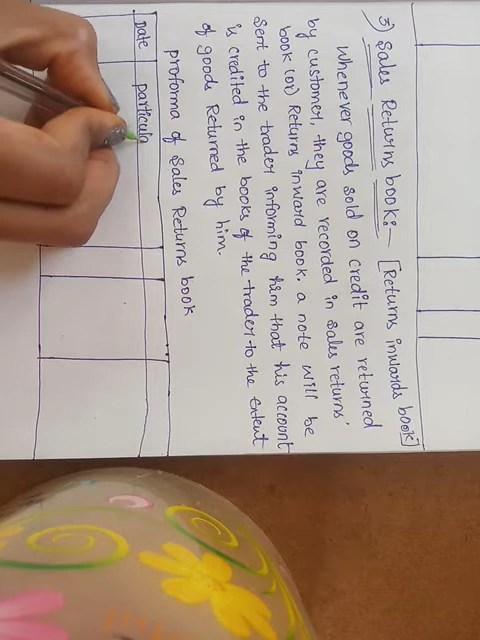 3) Sales Returns book:- [Returns inwards book]
Whenever goods sold on credit are returned
by customer, they are recorded in sales returns'
book (or) Returns inward book. a note will be
sent to the trader informing him that his account
is credited in the books of the trader to the extent
of goods Returned by him.
proforma of Sales Returns book
Date particula